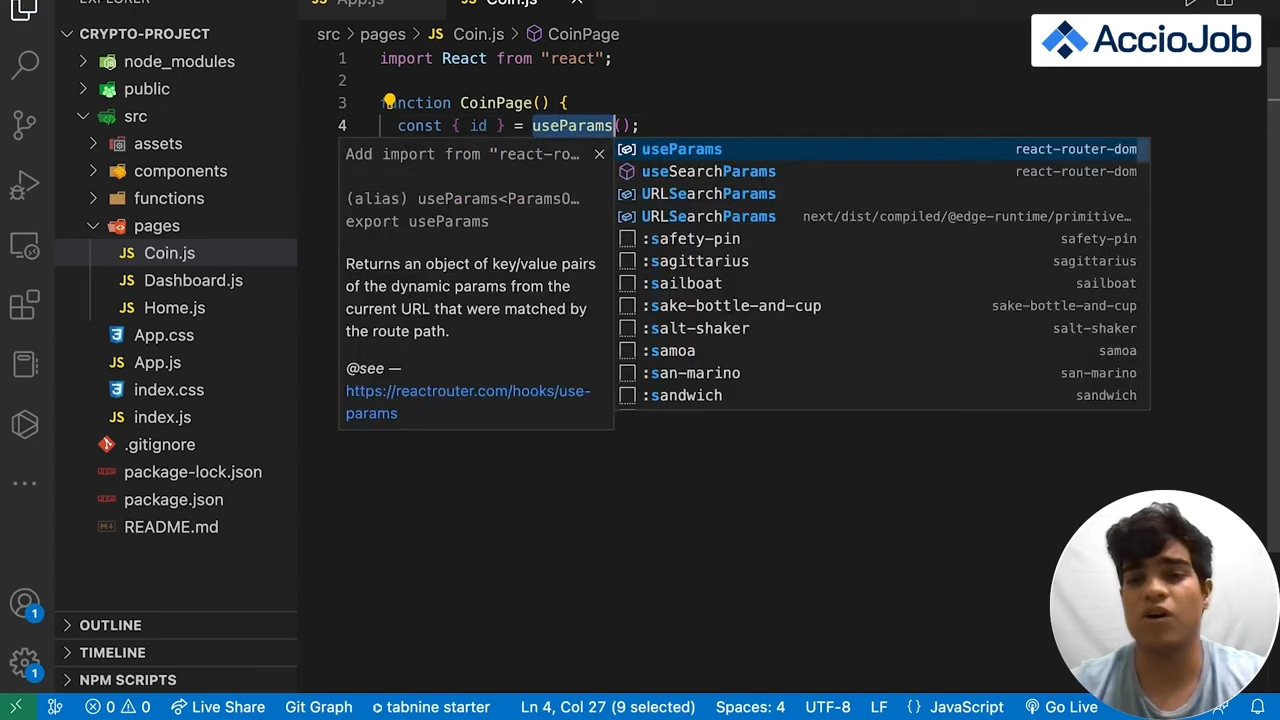 EXPLORER
App.js
Coin.js
AccioJob
CRYPTO-PROJECT
node_modules
public
src
assets
components
functions
pages
Coin.js
Dashboard.js
Home.js
App.css
App.js
index.css
index.js
.gitignore
package-lock.json
package.json
README.md
OUTLINE
TIMELINE
NPM SCRIPTS
src > pages > JS Coin.js > CoinPage
1 import React from "react";
2
3 function CoinPage() {
4 const { id } = useParams();
Add import from "react-ro…
(alias) useParams<ParamsO…
export useParams
Returns an object of key/value pairs
of the dynamic params from the
current URL that were matched by
the route path.
@see —
https://reactrouter.com/hooks/use-
params
useParams react-router-dom
useSearchParams react-router-dom
URLSearchParams
URLSearchParams next/dist/compiled/@edge-runtime/primitive…
:safety-pin safety-pin
:sagittarius sagittarius
:sailboat sailboat
:sake-bottle-and-cup sake-bottle-and-cup
:salt-shaker salt-shaker
:samoa samoa
:san-marino san-marino
:sandwich sandwich
1
1
0 0 Live Share Git Graph tabnine starter Ln 4, Col 27 (9 selected) Spaces: 4 UTF-8 LF {} JavaScript Go Live